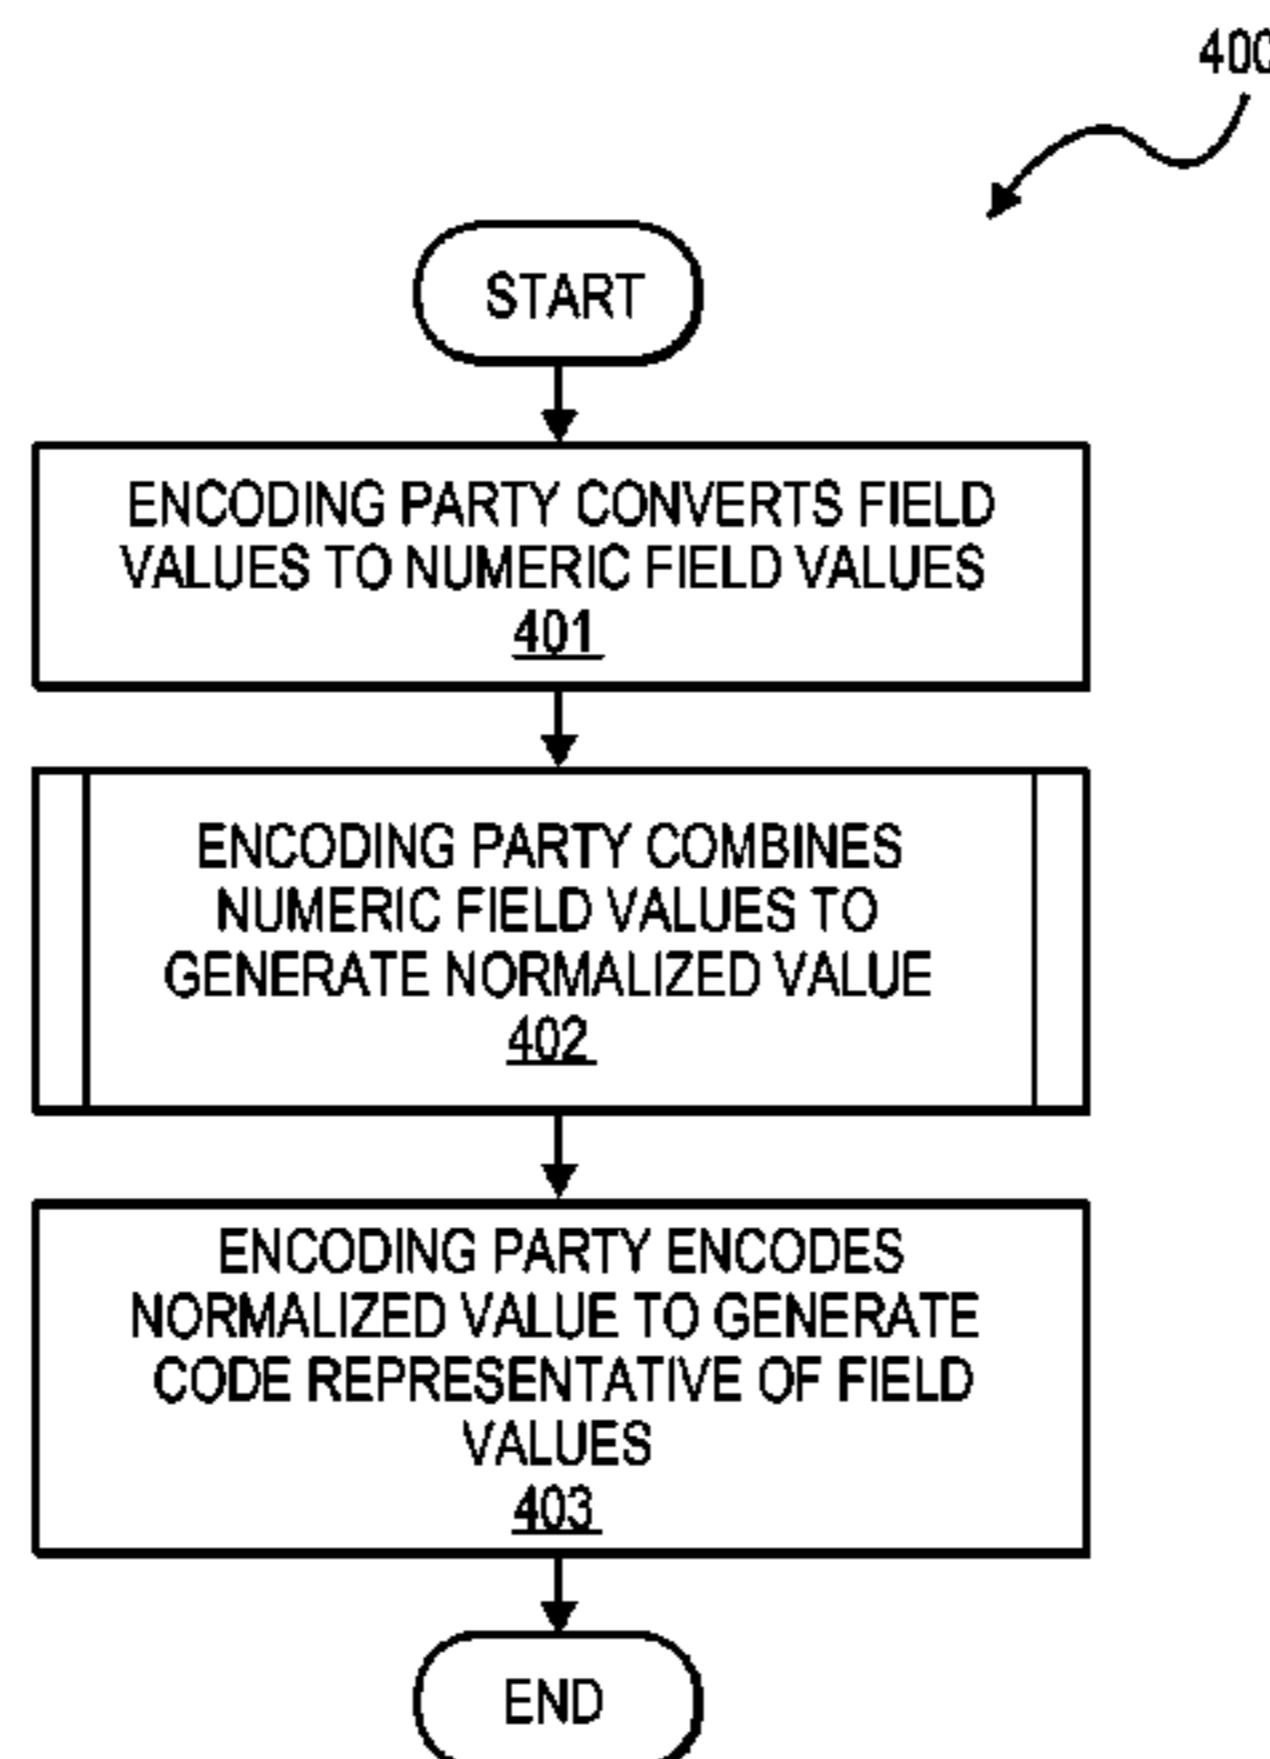 400
START
ENCODING PARTY CONVERTS FIELD
VALUES TO NUMERIC FIELD VALUES
401
ENCODING PARTY COMBINES
NUMERIC FIELD VALUES TO
GENERATE NORMALIZED VALUE
402
ENCODING PARTY ENCODES
NORMALIZED VALUE TO GENERATE
CODE REPRESENTATIVE OF FIELD
VALUES
403
END